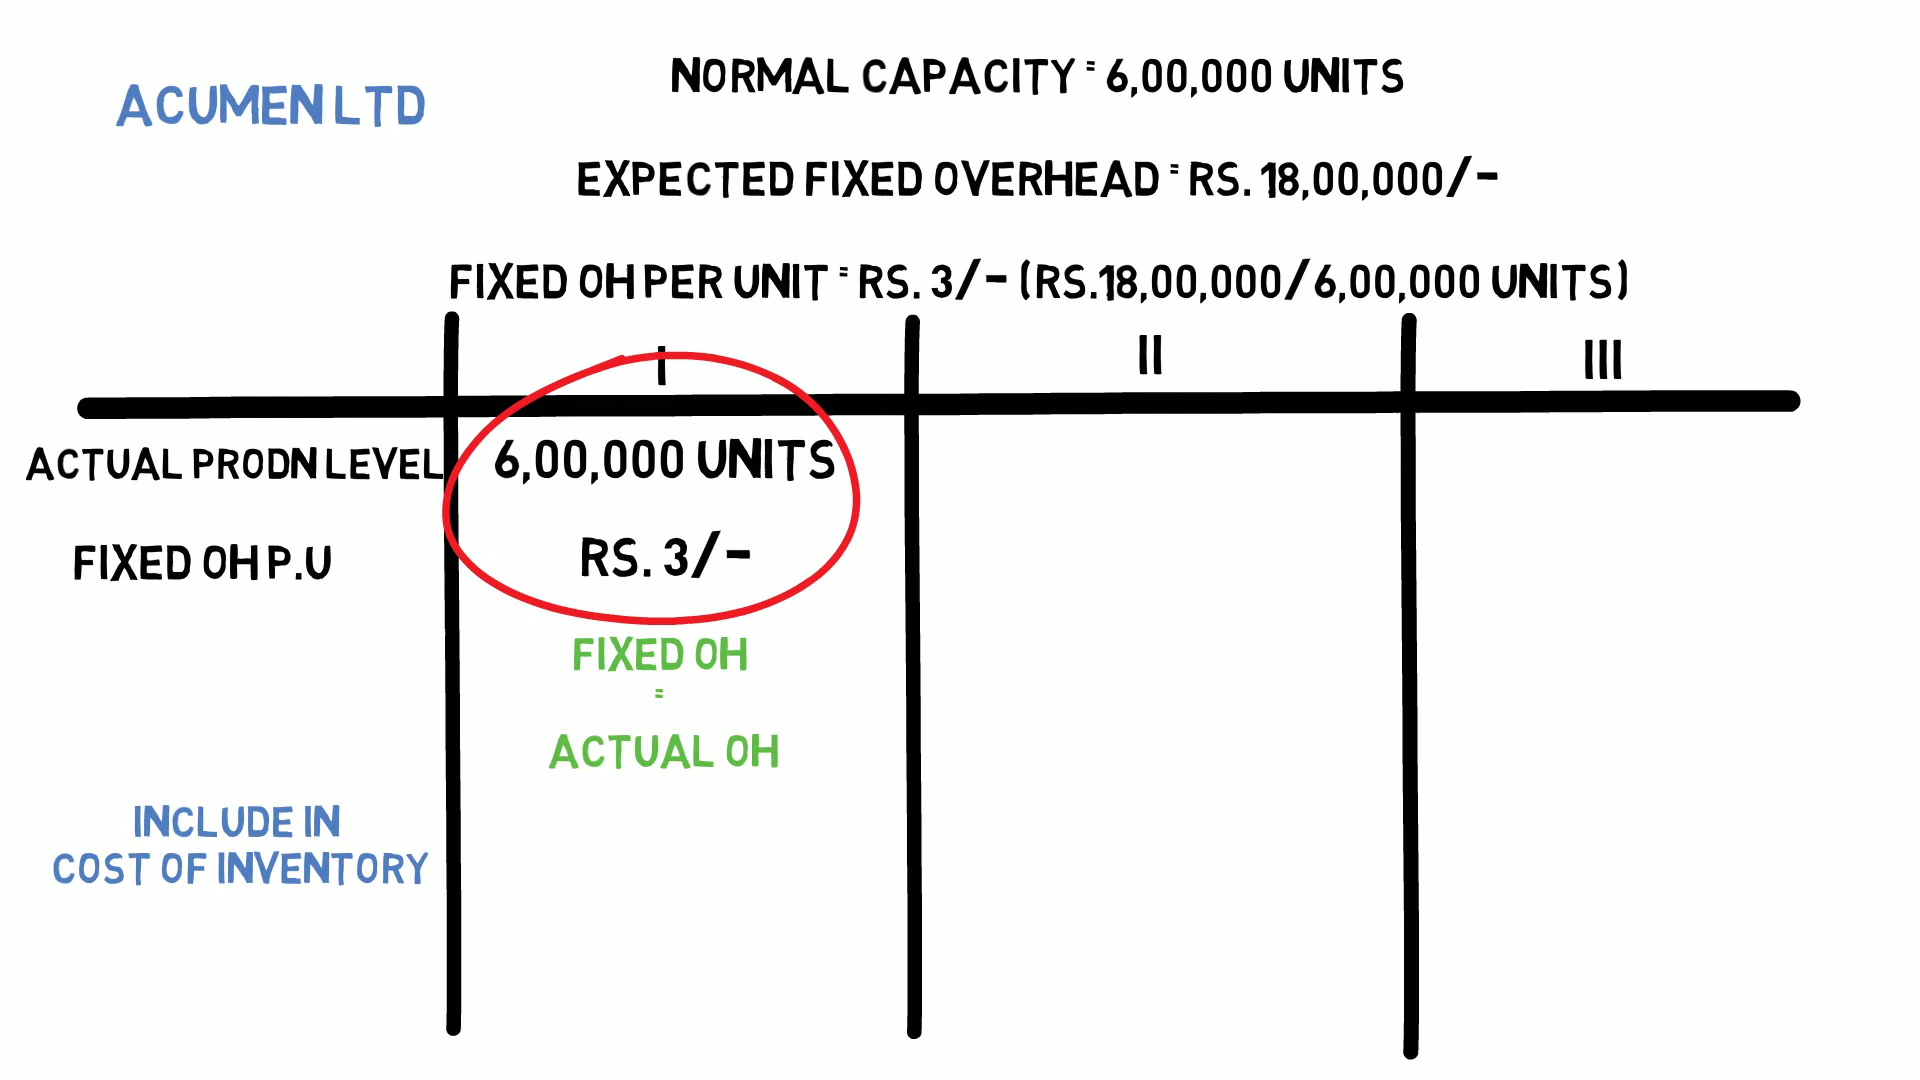 ACUMEN LTD
NORMAL CAPACITY = 6,00,000 UNITS
EXPECTED FIXED OVERHEAD = RS. 18,00,000/-
FIXED OH PER UNIT = RS. 3/- (RS.18,00,000/6,00,000 UNITS)
I II III
ACTUAL PRODN LEVEL 6,00,000 UNITS
FIXED OH P.U RS. 3/-
FIXED OH
=
ACTUAL OH
INCLUDE IN
COST OF INVENTORY